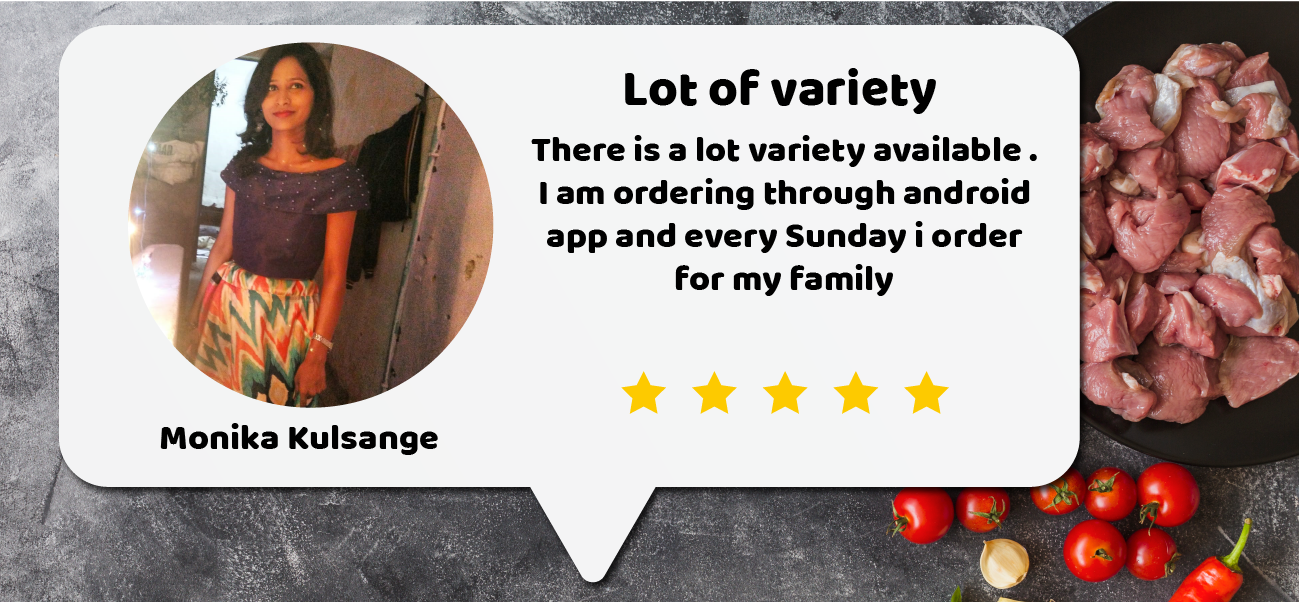 Lot of variety
There is a lot variety available .
I am ordering through android
app and every Sunday i order
for my family
Monika Kulsange